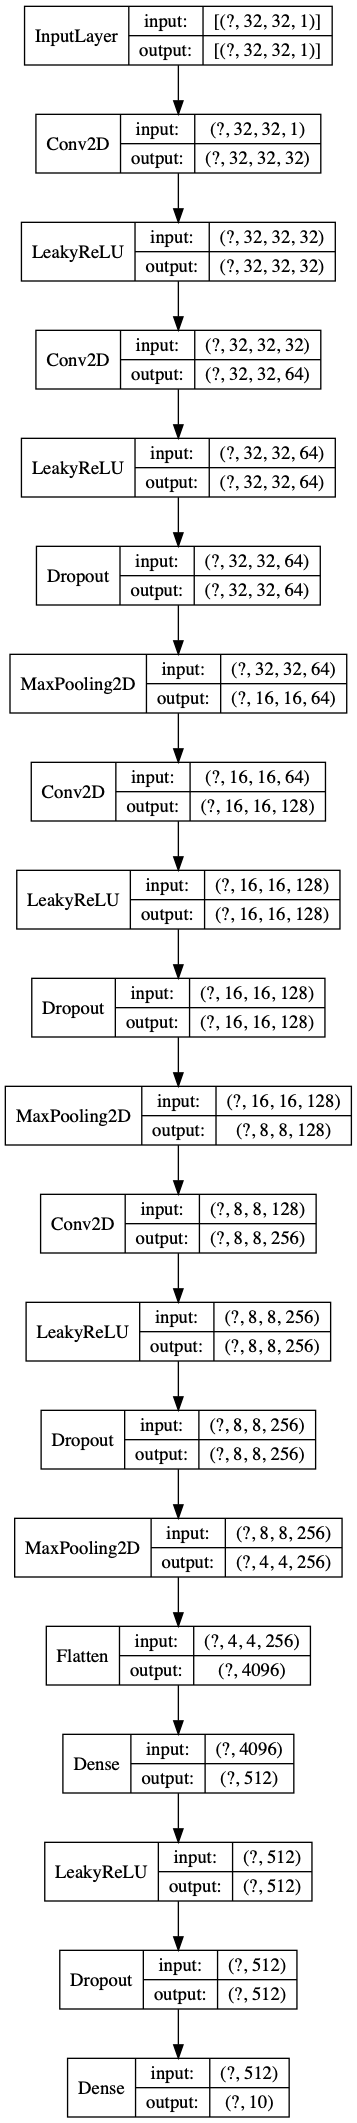 InputLayer input: [(?, 32, 32, 1)]
output: [(?, 32, 32, 1)]
Conv2D input: (?, 32, 32, 1)
output: (?, 32, 32, 32)
LeakyReLU input: (?, 32, 32, 32)
output: (?, 32, 32, 32)
Conv2D input: (?, 32, 32, 32)
output: (?, 32, 32, 64)
LeakyReLU input: (?, 32, 32, 64)
output: (?, 32, 32, 64)
Dropout input: (?, 32, 32, 64)
output: (?, 32, 32, 64)
MaxPooling2D input: (?, 32, 32, 64)
output: (?, 16, 16, 64)
Conv2D input: (?, 16, 16, 64)
output: (?, 16, 16, 128)
LeakyReLU input: (?, 16, 16, 128)
output: (?, 16, 16, 128)
Dropout input: (?, 16, 16, 128)
output: (?, 16, 16, 128)
MaxPooling2D input: (?, 16, 16, 128)
output: (?, 8, 8, 128)
Conv2D input: (?, 8, 8, 128)
output: (?, 8, 8, 256)
LeakyReLU input: (?, 8, 8, 256)
output: (?, 8, 8, 256)
Dropout input: (?, 8, 8, 256)
output: (?, 8, 8, 256)
MaxPooling2D input: (?, 8, 8, 256)
output: (?, 4, 4, 256)
Flatten input: (?, 4, 4, 256)
output: (?, 4096)
Dense input: (?, 4096)
output: (?, 512)
LeakyReLU input: (?, 512)
output: (?, 512)
Dropout input: (?, 512)
output: (?, 512)
Dense input: (?, 512)
output: (?, 10)